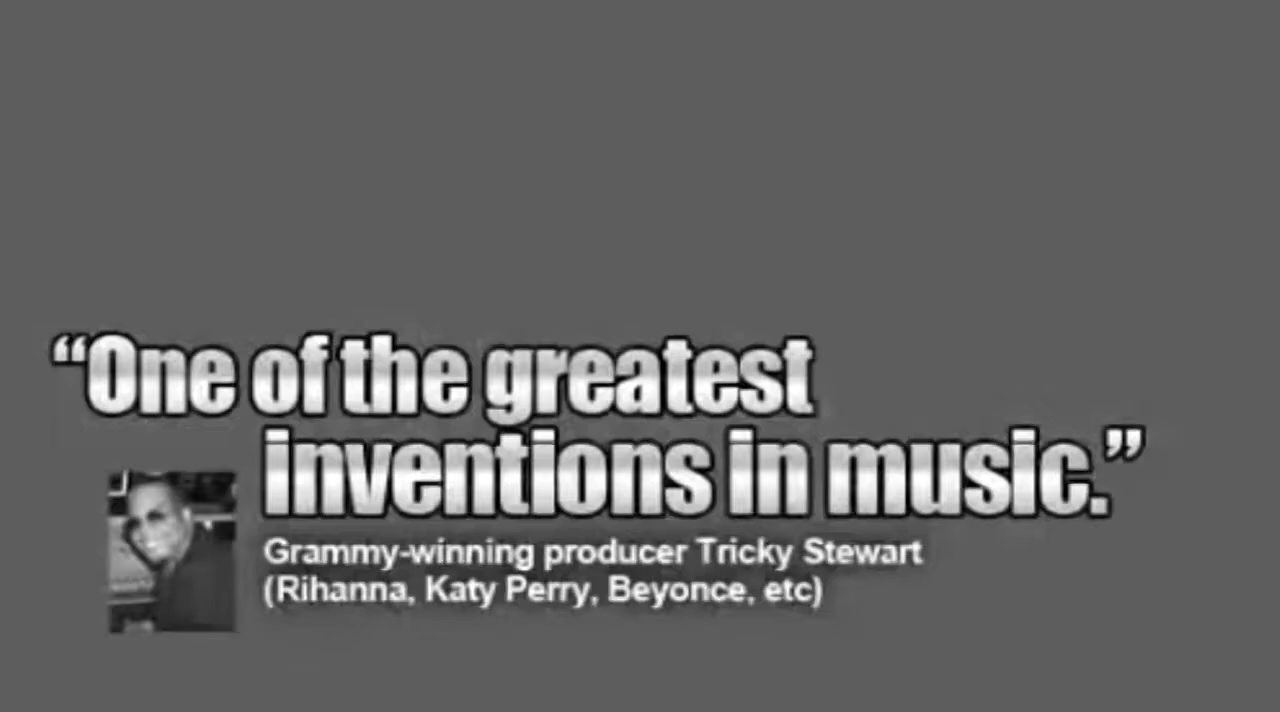 “One of the greatest
inventions in music.”
Grammy-winning producer Tricky Stewart
(Rihanna, Katy Perry, Beyonce, etc)